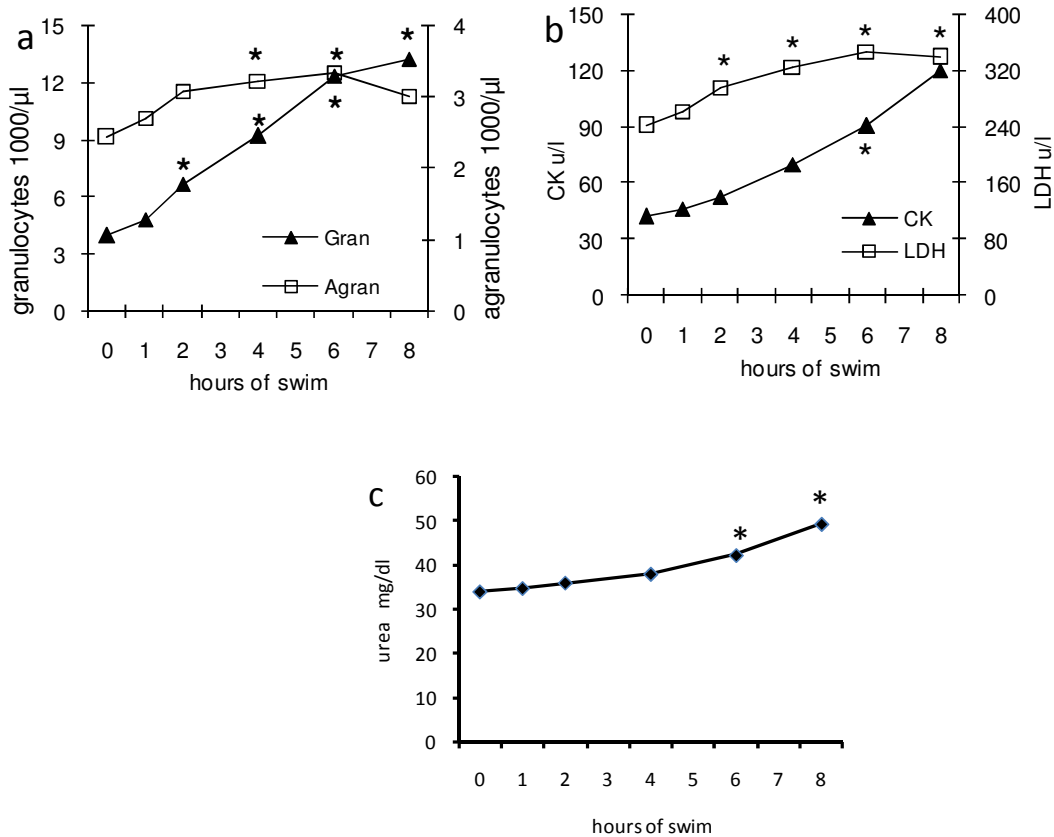 a
granulocytes 1000/µl
15
12
9
6
3
0
4
3
2
1
0
agranulocytes 1000/µl
* * * * * *
Gran
Agran
0 1 2 3 4 5 6 7 8
hours of swim
b
CK u/l
150
120
90
60
30
0
400
320
240
160
80
0
LDH u/l
* * * * *
CK
LDH
0 1 2 3 4 5 6 7 8
hours of swim
c
urea mg/dl
60
50
40
30
20
10
0
* *
0 1 2 3 4 5 6 7 8
hours of swim